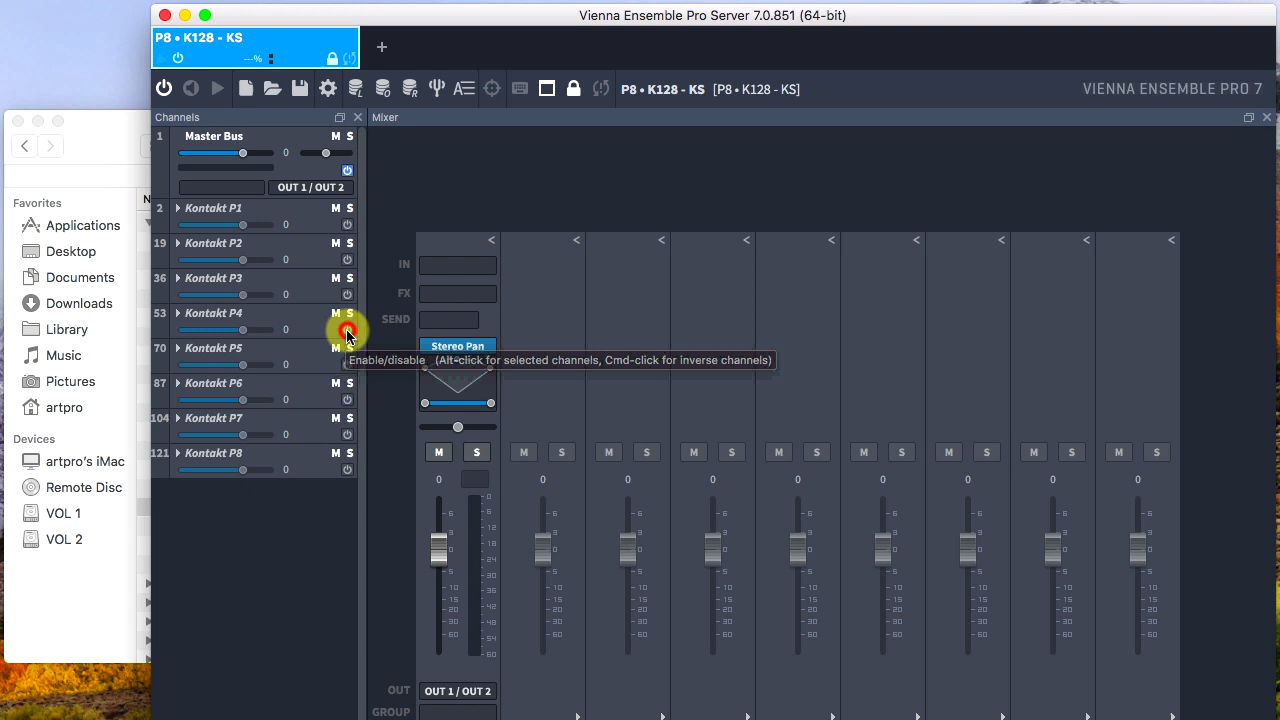 Vienna Ensemble Pro Server 7.0.851 (64-bit)
P8 • K128 - KS
---%
P8 • K128 - KS [P8 • K128 - KS]
VIENNA ENSEMBLE PRO 7
Channels
Mixer
1 Master Bus M S
0
OUT 1 / OUT 2
2 Kontakt P1 M S
0
19 Kontakt P2 M S
0
36 Kontakt P3 M S
0
53 Kontakt P4 M S
0
70 Kontakt P5 M S
0
87 Kontakt P6 M S
0
104 Kontakt P7 M S
0
121 Kontakt P8 M S
0
Enable/disable (Alt-click for selected channels, Cmd-click for inverse channels)
Favorites
Applications
Desktop
Documents
Downloads
Library
Music
Pictures
artpro
Devices
artpro's iMac
Remote Disc
VOL 1
VOL 2
IN
FX
SEND
Stereo Pan
M S M S M S M S M S M S M S M S M S
0 0 0 0 0 0 0 0 0
OUT OUT 1 / OUT 2
GROUP